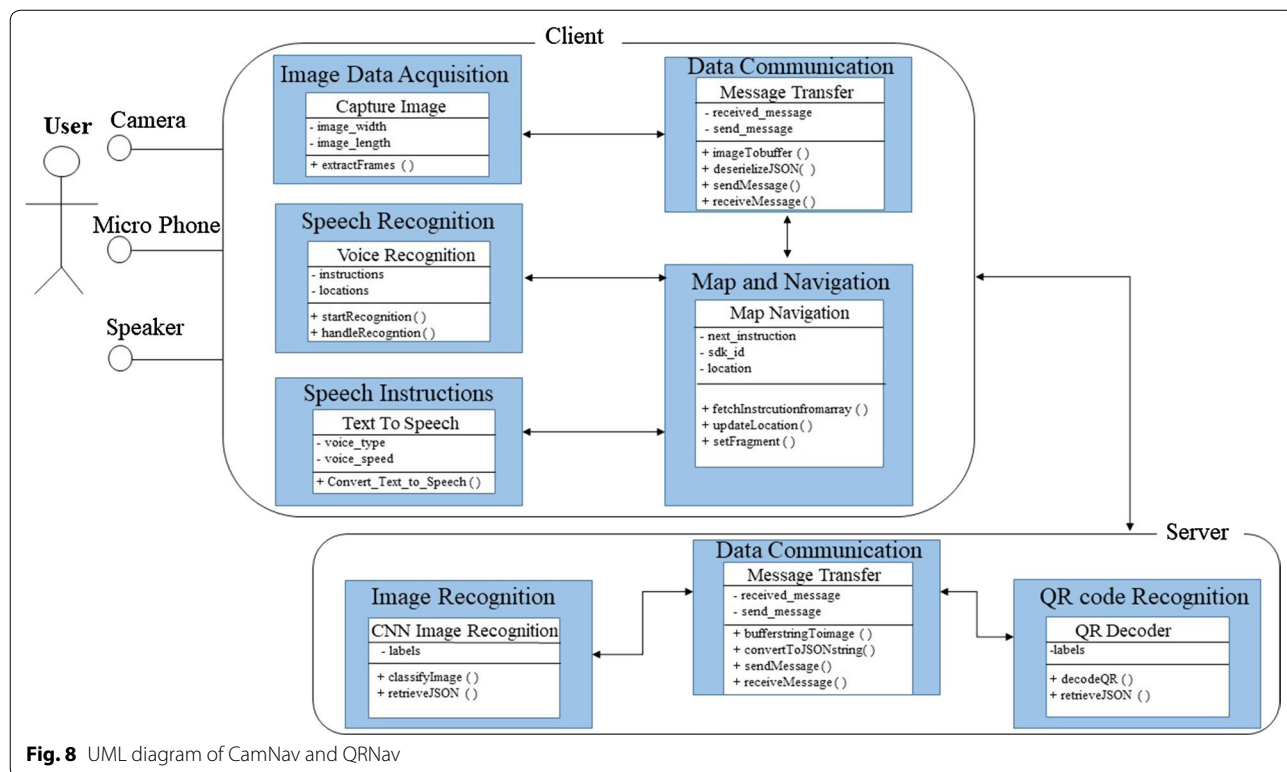 Client
User
Camera
Micro Phone
Speaker
Image Data Acquisition
Capture Image
- image_width
- image_length
+ extractFrames ( )
Speech Recognition
Voice Recognition
- instructions
- locations
+ startRecognition( )
+ handleRecogntion( )
Speech Instructions
Text To Speech
- voice_type
- voice_speed
+ Convert_Text_to_Speech( )
Data Communication
Message Transfer
- received_message
- send_message
+ imageTobuffer ( )
+ deserielizeJSON( )
+ sendMessage( )
+ receiveMessage( )
Map and Navigation
Map Navigation
- next_instruction
- sdk_id
- location
+ fetchInstrcutionfromarray( )
+ updateLocation( )
+ setFragment( )
Server
Image Recognition
CNN Image Recognition
- labels
+ classifyImage ( )
+ retrieveJSON ( )
Data Communication
Message Transfer
- received_message
- send_message
+ bufferstringToimage ( )
+ convertToJSONstring( )
+ sendMessage( )
+ receiveMessage( )
QR code Recognition
QR Decoder
-labels
+ decodeQR( )
+ retrieveJSON ( )
Fig. 8 UML diagram of CamNav and QRNav